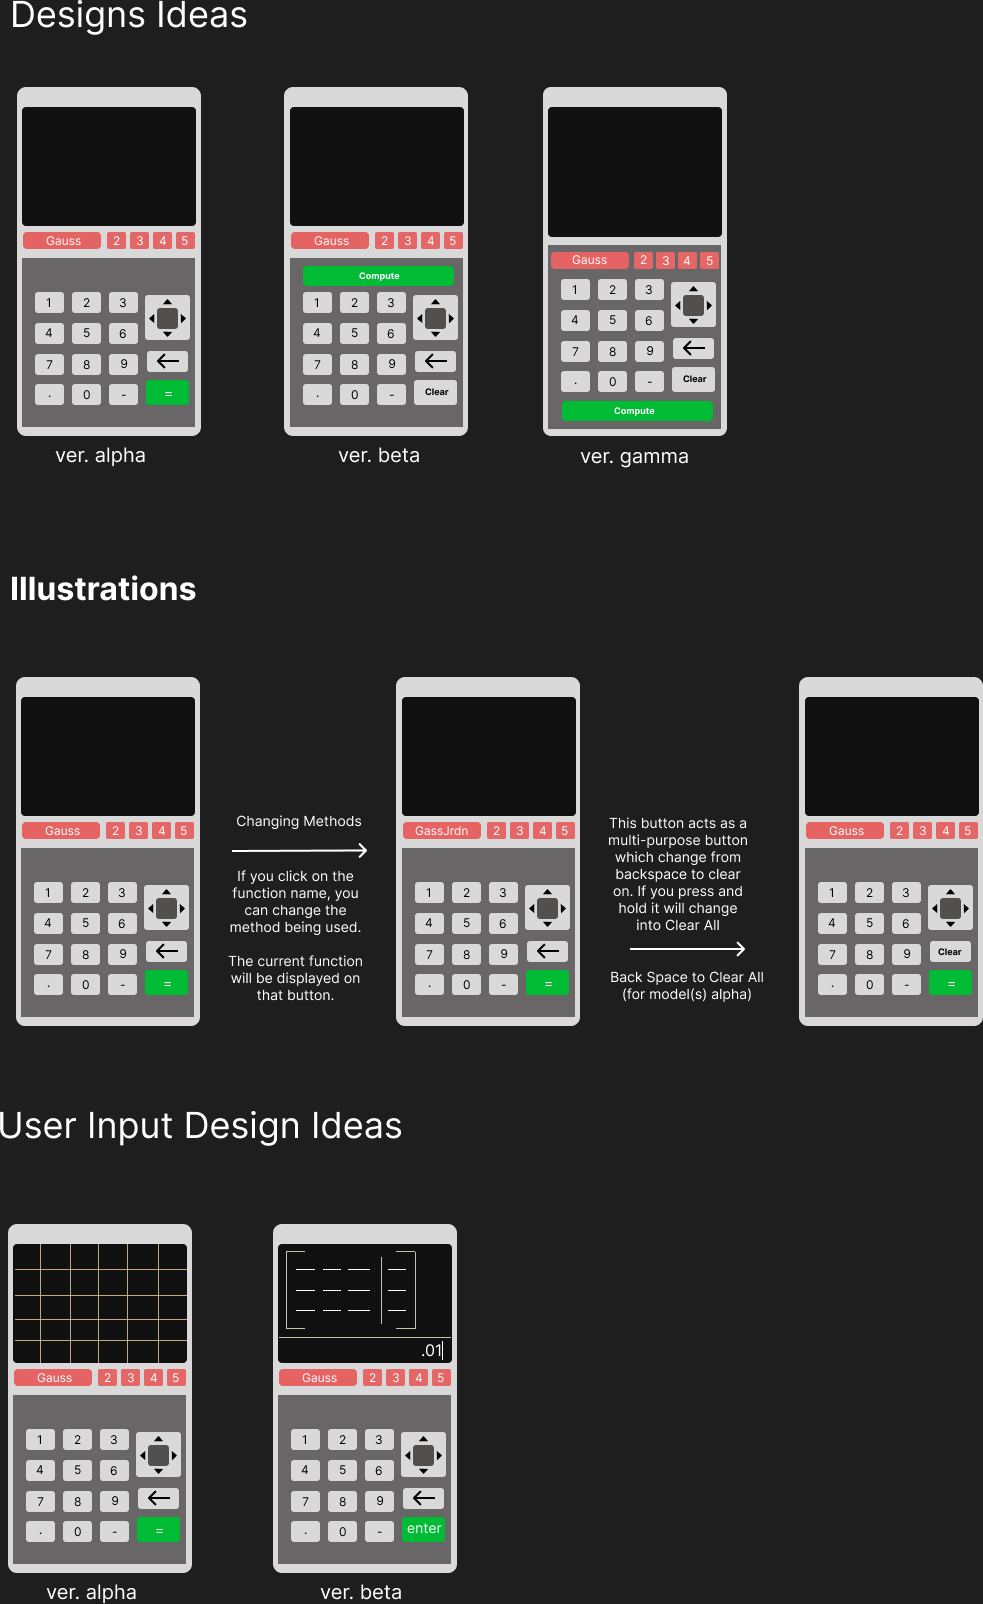 Designs Ideas
Gauss 2 3 4 5
1 2 3
4 5 6
7 8 9
. 0 - =
ver. alpha
Gauss 2 3 4 5
Compute
1 2 3
4 5 6
7 8 9
. 0 - Clear
ver. beta
Gauss 2 3 4 5
1 2 3
4 5 6
7 8 9
. 0 - Clear
Compute
ver. gamma
Illustrations
Gauss 2 3 4 5
1 2 3
4 5 6
7 8 9
. 0 - =
Changing Methods
If you click on the
function name, you
can change the
method being used.
The current function
will be displayed on
that button.
GassJrdn 2 3 4 5
1 2 3
4 5 6
7 8 9
. 0 - =
This button acts as a
multi-purpose button
which change from
backspace to clear
on. If you press and
hold it will change
into Clear All
Back Space to Clear All
(for model(s) alpha)
Gauss 2 3 4 5
1 2 3
4 5 6
7 8 9 Clear
. 0 - =
User Input Design Ideas
Gauss 2 3 4 5
1 2 3
4 5 6
7 8 9
. 0 - =
ver. alpha
.01
Gauss 2 3 4 5
1 2 3
4 5 6
7 8 9
. 0 - enter
ver. beta